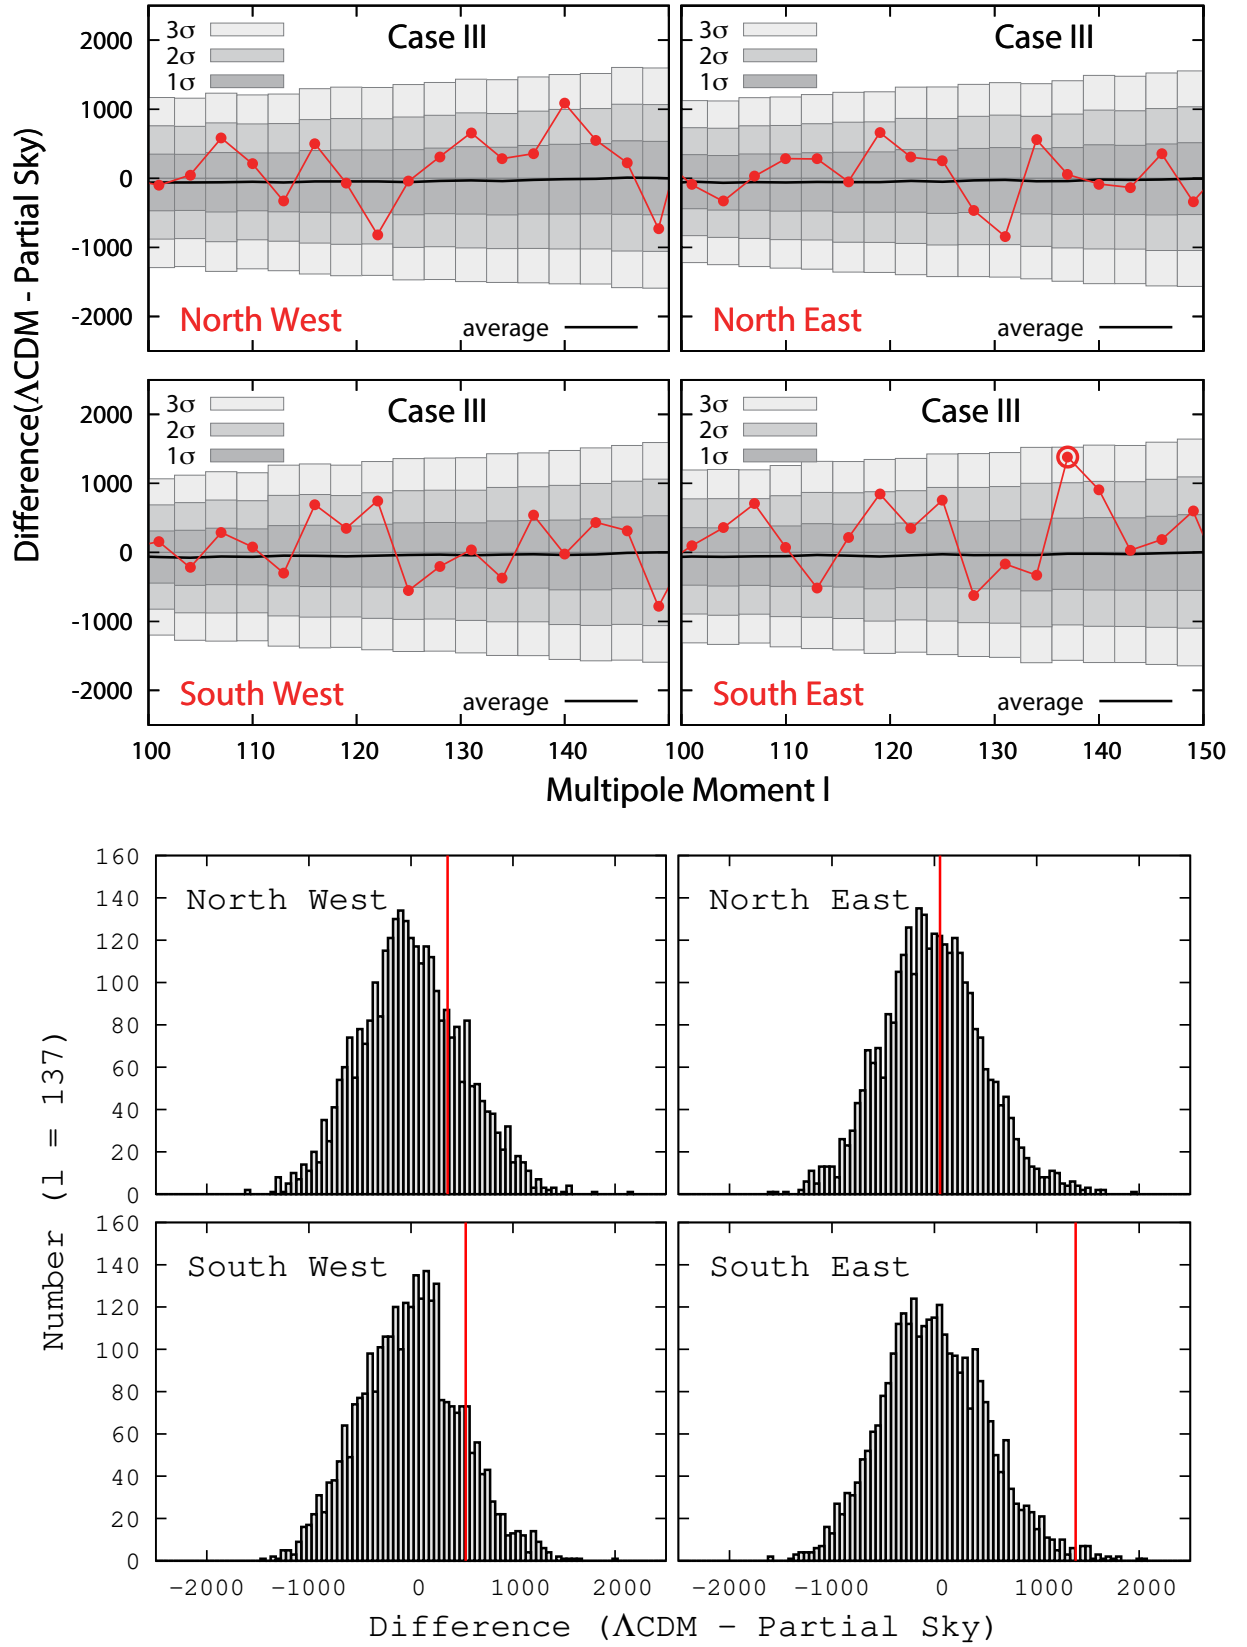 Difference(ΛCDM - Partial Sky)
2500
1000
0
-1000
-2000
3σ
2σ
1σ
Case III
North West
average
3σ
2σ
1σ
Case III
North East
average
2000
1000
0
-1000
-2000
3σ
2σ
1σ
Case III
South West
average
3σ
2σ
1σ
Case III
South East
average
100 110 120 130 140
100 110 120 130 140 150
Multipole Moment l
Number (l = 137)
160
140
120
100
80
60
40
20
0
North West
North East
160
140
120
100
80
60
40
20
0
South West
South East
-2000 -1000 0 1000 2000
-2000 -1000 0 1000 2000
Difference (ΛCDM - Partial Sky)